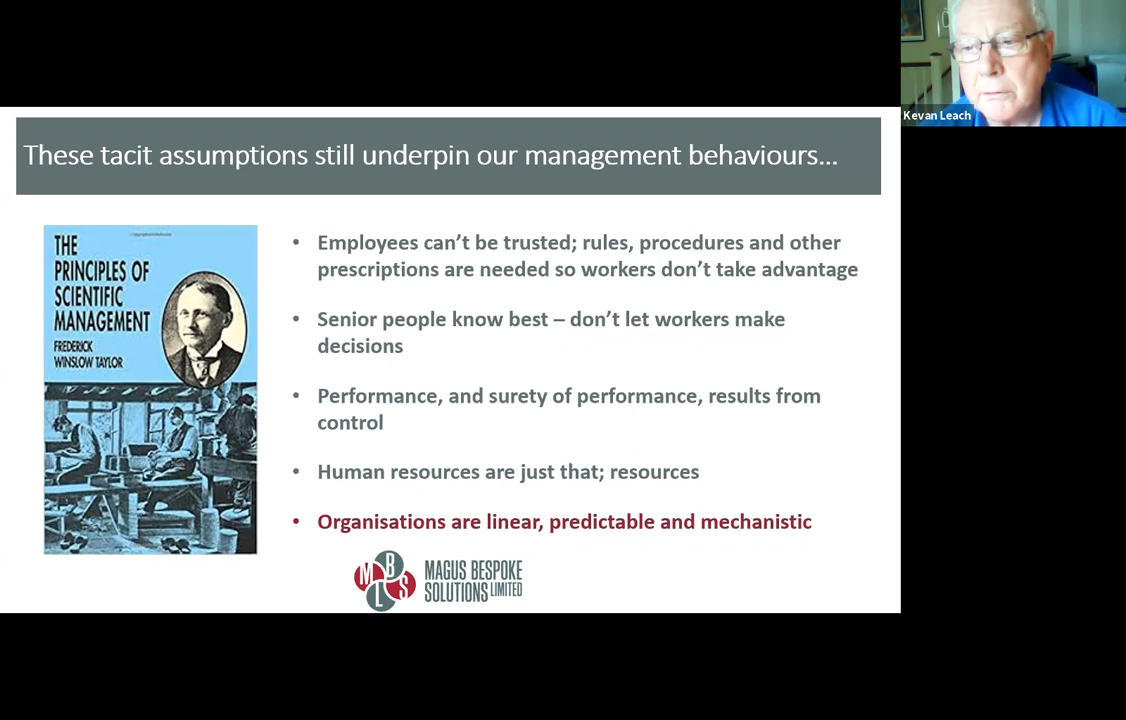 Kevan Leach
These tacit assumptions still underpin our management behaviours...
THE
PRINCIPLES OF
SCIENTIFIC
MANAGEMENT
FREDERICK
WINSLOW TAYLOR
• Employees can’t be trusted; rules, procedures and other
prescriptions are needed so workers don’t take advantage
• Senior people know best – don’t let workers make
decisions
• Performance, and surety of performance, results from
control
• Human resources are just that; resources
• Organisations are linear, predictable and mechanistic
M B L S
MAGUS BESPOKE
SOLUTIONS LIMITED